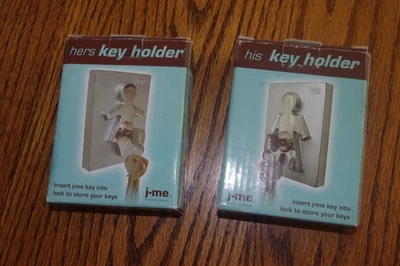 hers key holder
j-me.
insert j-me key into
lock to store your keys
his key holder
his
j-me.
insert j-me key into
lock to store your keys